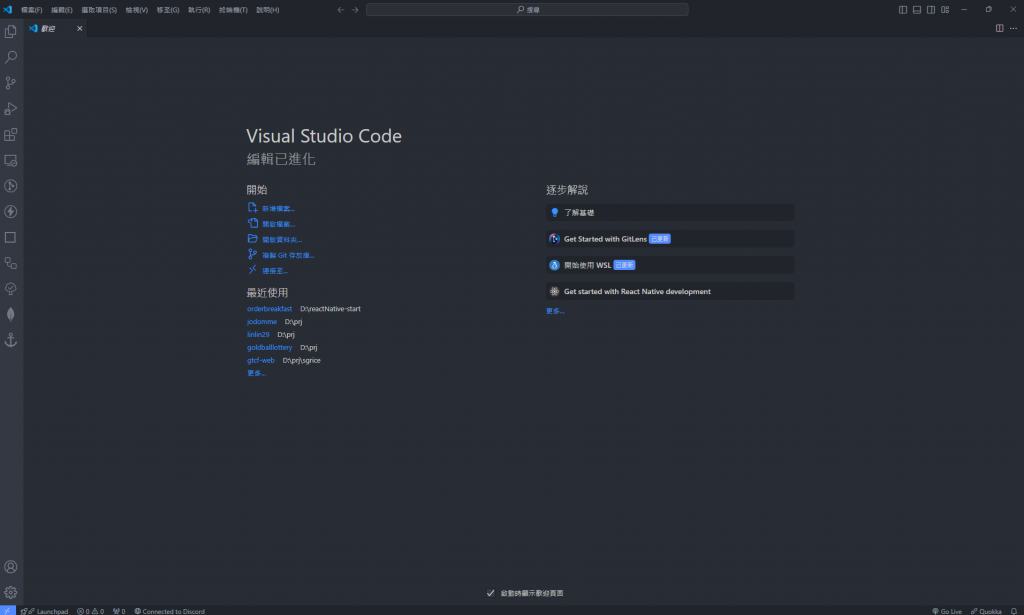 檔案(F) 編輯(E) 選取項目(S) 檢視(V) 移至(G) 執行(R) 終端機(T) 說明(H)
搜尋
歡迎
Visual Studio Code
編輯已進化
開始
新增檔案...
開啟檔案...
開啟資料夾...
複製 Git 存放庫...
連接至...
最近使用
orderbreakfast D:\reactNative-start
jodomme D:\prj
linlin29 D:\prj
goldballlottery D:\prj
gtcf-web D:\prj\sgrice
更多...
逐步解說
了解基礎
Get Started with GitLens 已更新
開始使用 WSL 已更新
Get started with React Native development
更多...
啟動時顯示歡迎頁面
Launchpad 0 0 0 Connected to Discord Go Live Quokka